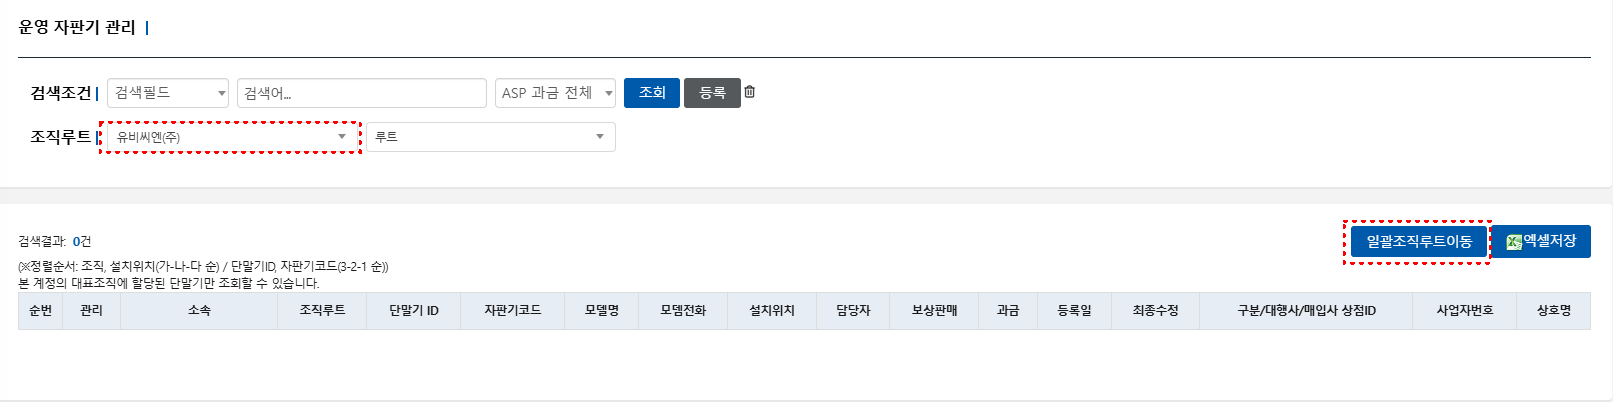 운영 자판기 관리
검색조건 검색필드 검색어... ASP 과금 전체 조회 등록
조직루트 유비씨엔(주) 루트
검색결과: 0건 일괄조직루트이동 엑셀저장
(※정렬순서: 조직, 설치위치(가-나-다 순) / 단말기ID, 자판기코드(3-2-1 순))
본 계정의 대표조직에 할당된 단말기만 조회할 수 있습니다.
순번 관리 소속 조직루트 단말기 ID 자판기코드 모델명 모뎀전화 설치위치 담당자 보상판매 과금 등록일 최종수정 구분/대행사/매입사 상점ID 사업자번호 상호명